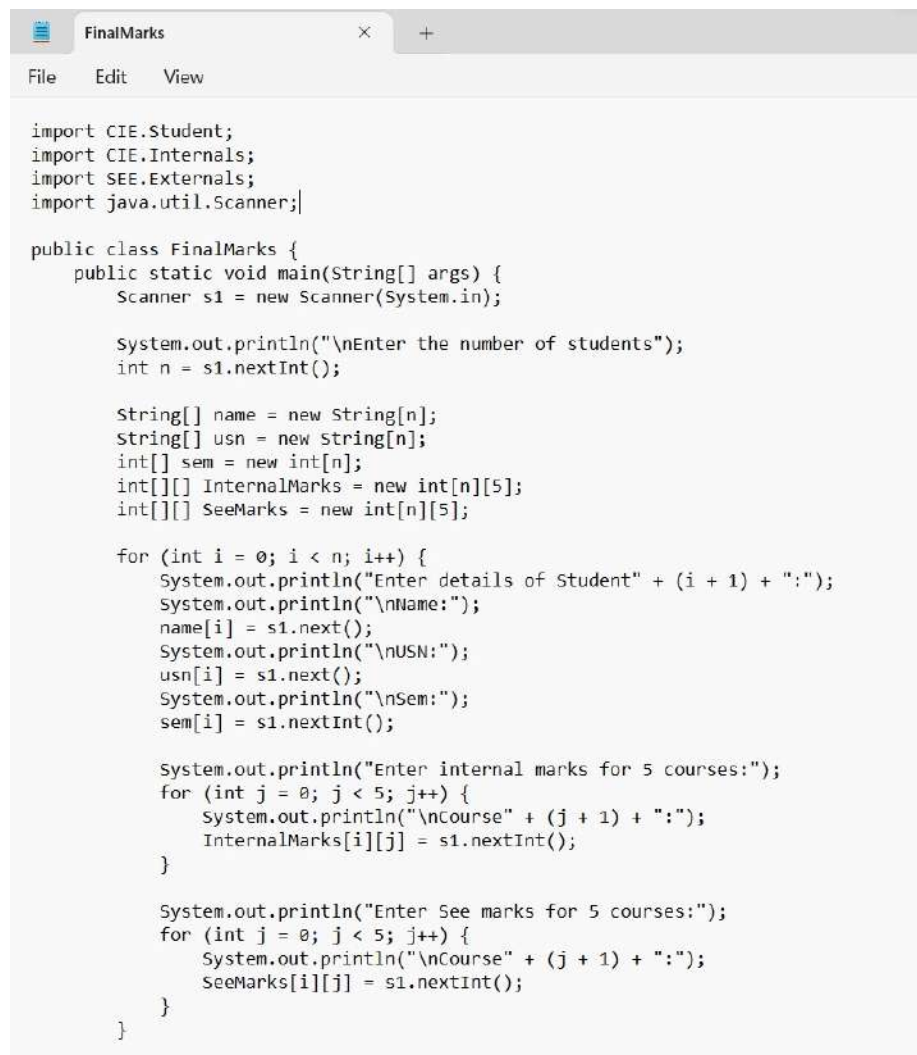 FinalMarks
File Edit View
import CIE.Student;
import CIE.Internals;
import SEE.Externals;
import java.util.Scanner;
public class FinalMarks {
    public static void main(String[] args) {
        Scanner s1 = new Scanner(System.in);
        System.out.println("\nEnter the number of students");
        int n = s1.nextInt();
        String[] name = new String[n];
        String[] usn = new String[n];
        int[] sem = new int[n];
        int[][] InternalMarks = new int[n][5];
        int[][] SeeMarks = new int[n][5];
        for (int i = 0; i < n; i++) {
            System.out.println("Enter details of Student" + (i + 1) + ":");
            System.out.println("\nName:");
            name[i] = s1.next();
            System.out.println("\nUSN:");
            usn[i] = s1.next();
            System.out.println("\nSem:");
            sem[i] = s1.nextInt();
            System.out.println("Enter internal marks for 5 courses:");
            for (int j = 0; j < 5; j++) {
                System.out.println("\nCourse" + (j + 1) + ":");
                InternalMarks[i][j] = s1.nextInt();
            }
            System.out.println("Enter See marks for 5 courses:");
            for (int j = 0; j < 5; j++) {
                System.out.println("\nCourse" + (j + 1) + ":");
                SeeMarks[i][j] = s1.nextInt();
            }
        }